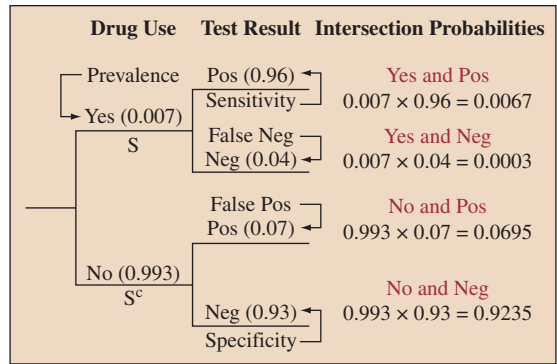 Drug Use Test Result Intersection Probabilities
Prevalence Pos (0.96) Yes and Pos
Sensitivity 0.007 × 0.96 = 0.0067
Yes (0.007)
S
False Neg Yes and Neg
Neg (0.04) 0.007 × 0.04 = 0.0003
False Pos No and Pos
Pos (0.07) 0.993 × 0.07 = 0.0695
No (0.993)
Sᶜ
No and Neg
Neg (0.93) 0.993 × 0.93 = 0.9235
Specificity